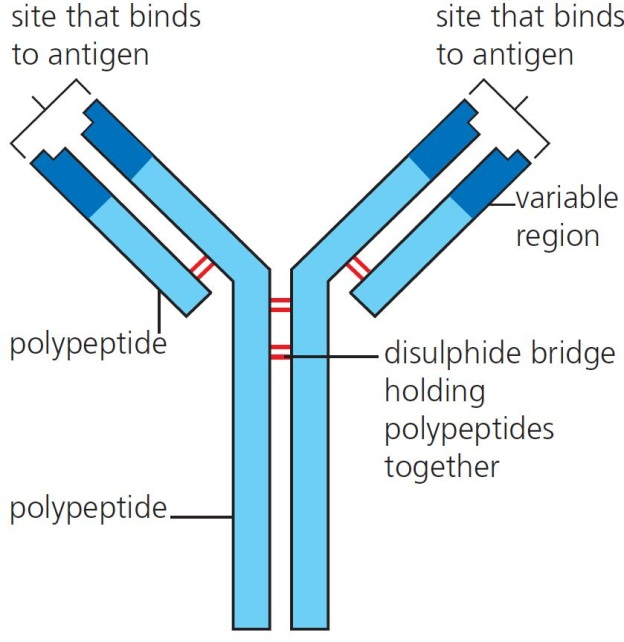 site that binds
to antigen
site that binds
to antigen
variable
region
polypeptide
disulphide bridge
holding
polypeptides
together
polypeptide